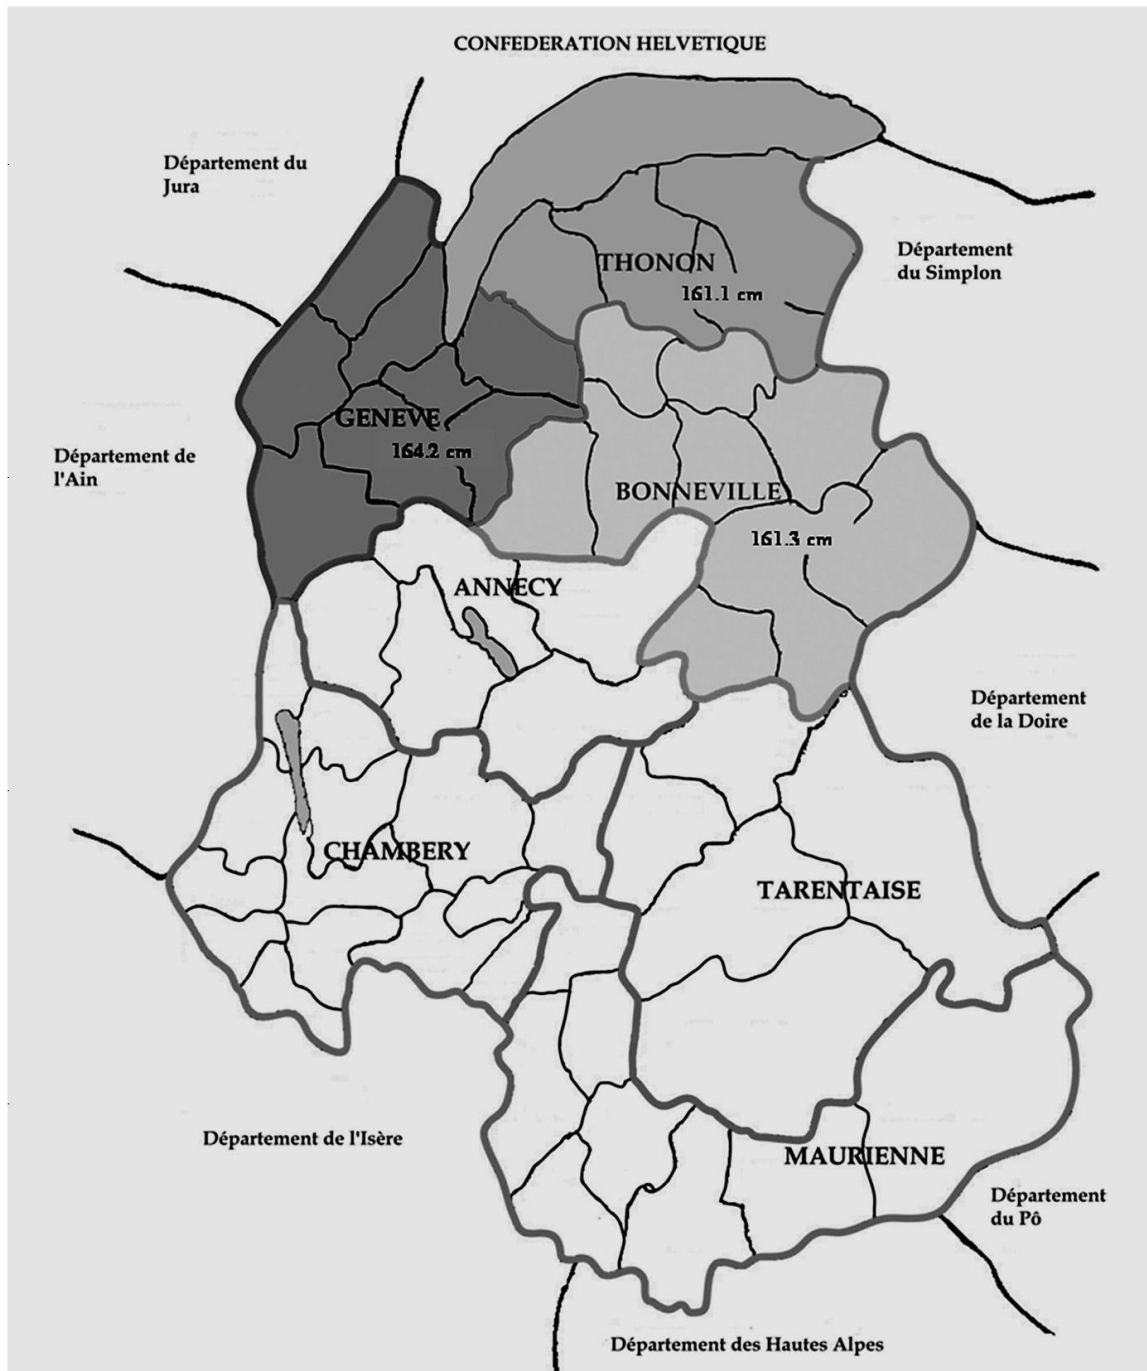 CONFEDERATION HELVETIQUE
Département du
Jura
Département
du Simplon
THONON
161.1 cm
GENEVE
164.2 cm
Département de
l'Ain
BONNEVILLE
161.3 cm
ANNECY
Département
de la Doire
CHAMBERY
TARENTAISE
Département de l'Isère
MAURIENNE
Département
du Pô
Département des Hautes Alpes